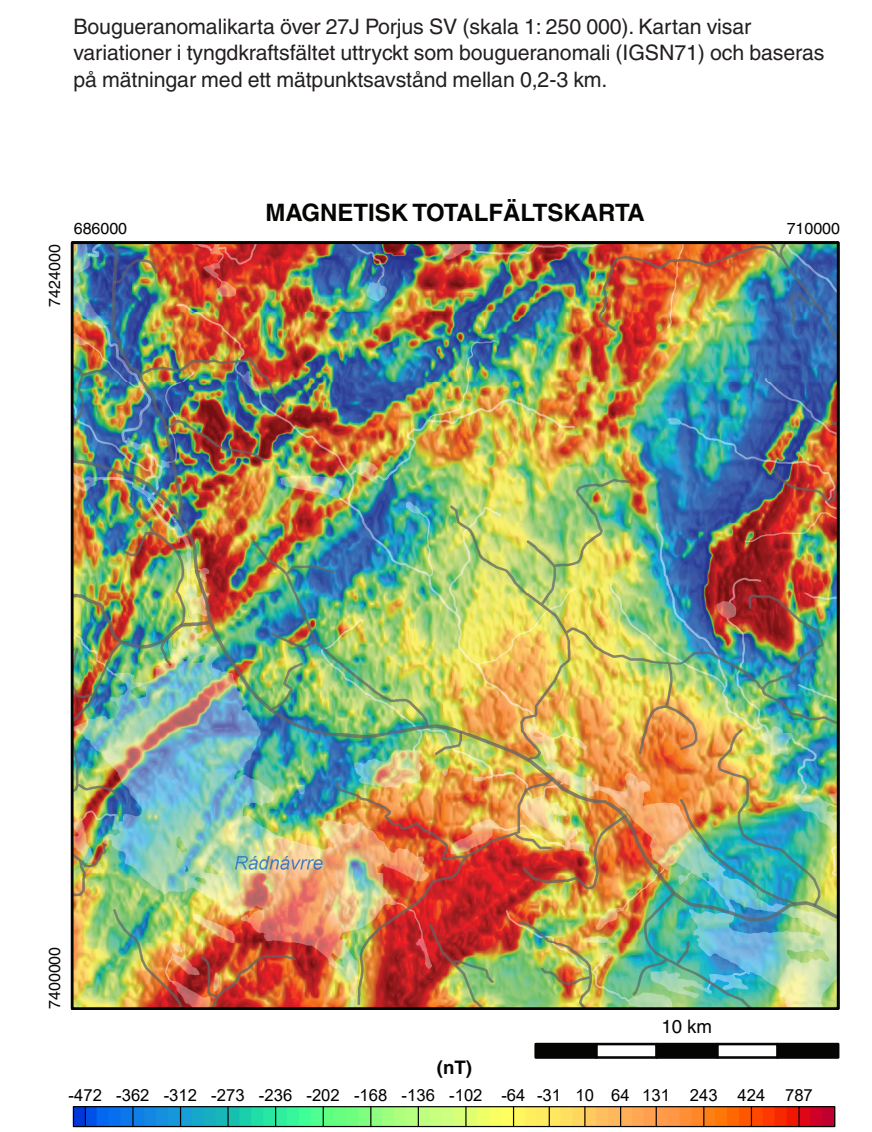 Bougueranomalikarta över 27J Porjus SV (skala 1: 250 000). Kartan visar
variationer i tyngdkraftsfältet uttryckt som bougueranomali (IGSN71) och baseras
på mätningar med ett mätpunktsavstånd mellan 0,2-3 km.
MAGNETISK TOTALFÄLTSKARTA
686000
710000
7424000
Rádnávrre
7400000
10 km
(nT)
-472 -362 -312 -273 -236 -202 -168 -136 -102 -64 -31 10 64 131 243 424 787